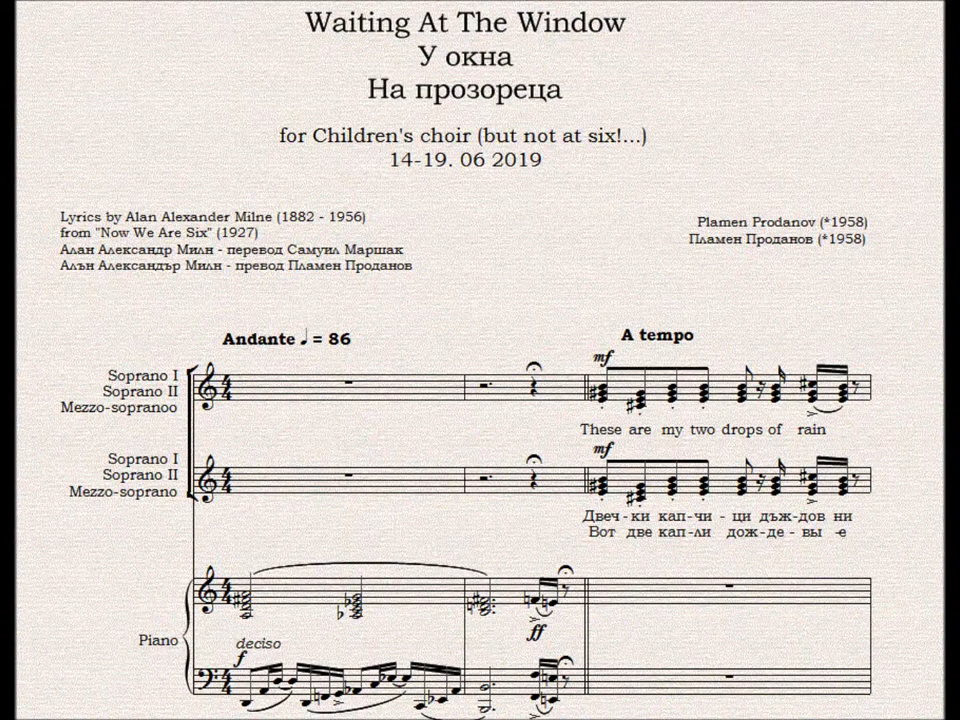 Waiting At The Window
У окна
На прозореца
for Children's choir (but not at six!...)
14-19. 06 2019
Lyrics by Alan Alexander Milne (1882 - 1956)
from "Now We Are Six" (1927)
Алан Александр Милн - перевод Самуил Маршак
Алън Александър Милн - превод Пламен Проданов
Plamen Prodanov (*1958)
Пламен Проданов (*1958)
Andante ♩ = 86
A tempo
Soprano I
Soprano II
Mezzo-sopranoo
mf
These are my two drops of rain
Soprano I
Soprano II
Mezzo-soprano
mf
Двеч - ки кап-чи - ци дъж-дов ни
Вот две кап-ли дож-де - вы -е
Piano
ff
deciso
f